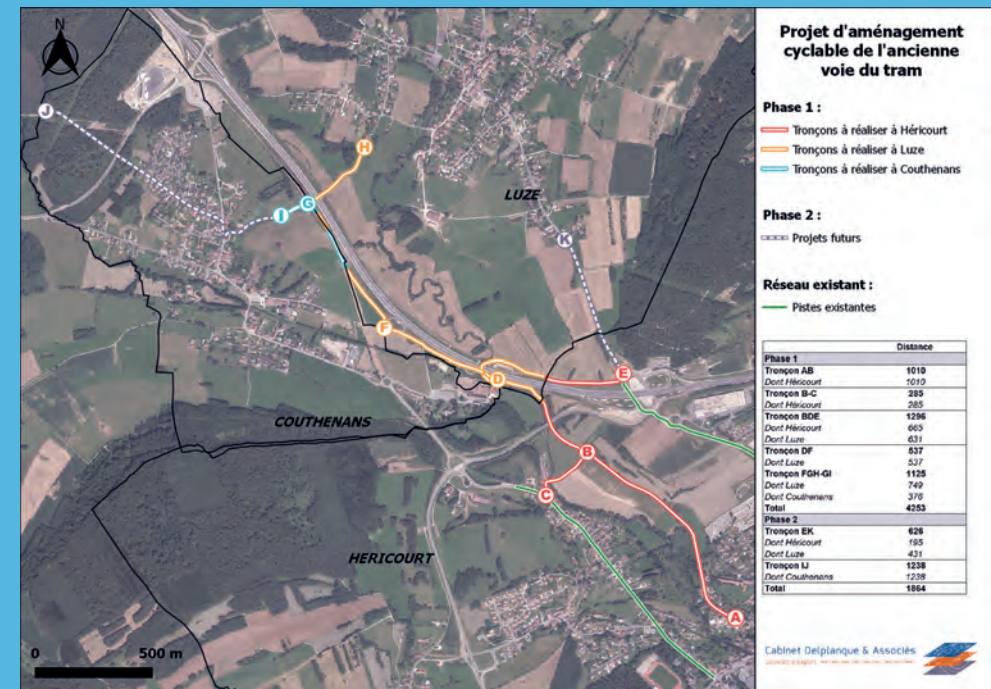 N
J
H
G
I
LUZE
K
F
E
D
COUTHENANS
B
C
HERICOURT
A
0 500 m
Projet d'aménagement
cyclable de l'ancienne
voie du tram
Phase 1 :
Tronçons à réaliser à Héricourt
Tronçons à réaliser à Luze
Tronçons à réaliser à Couthenans
Phase 2 :
Projets futurs
Réseau existant :
Pistes existantes
Distance
Phase 1
Tronçon AB 1010
Dont Héricourt 1010
Tronçon B-C 285
Dont Héricourt 285
Tronçon BDE 1296
Dont Héricourt 665
Dont Luze 631
Tronçon DF 537
Dont Luze 537
Tronçon FGH-GI 1125
Dont Luze 749
Dont Couthenans 376
Total 4253
Phase 2
Tronçon EK 626
Dont Héricourt 195
Dont Luze 431
Tronçon IJ 1238
Dont Couthenans 1238
Total 1864
Cabinet Delplanque & Associés